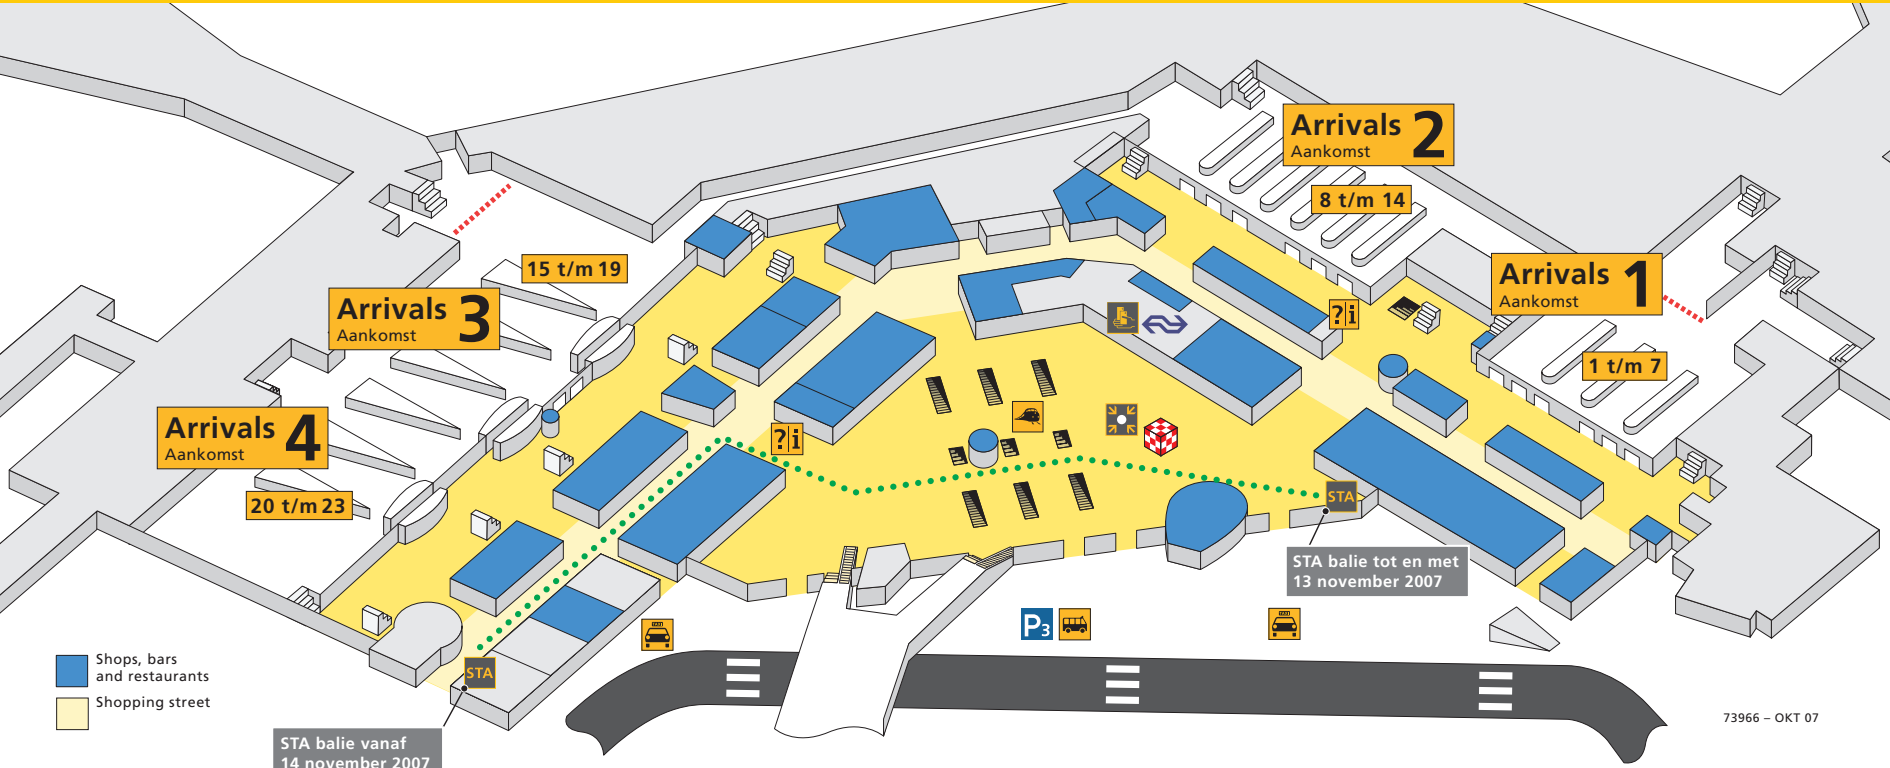 Arrivals 2
Aankomst
8 t/m 14
Arrivals 1
Aankomst
1 t/m 7
15 t/m 19
Arrivals 3
Aankomst
Arrivals 4
Aankomst
20 t/m 23
?|i
?|i
STA
STA balie tot en met
13 november 2007
P3
TAXI
TAXI
STA
STA balie vanaf
14 november 2007
Shops, bars
and restaurants
Shopping street
73966 – OKT 07